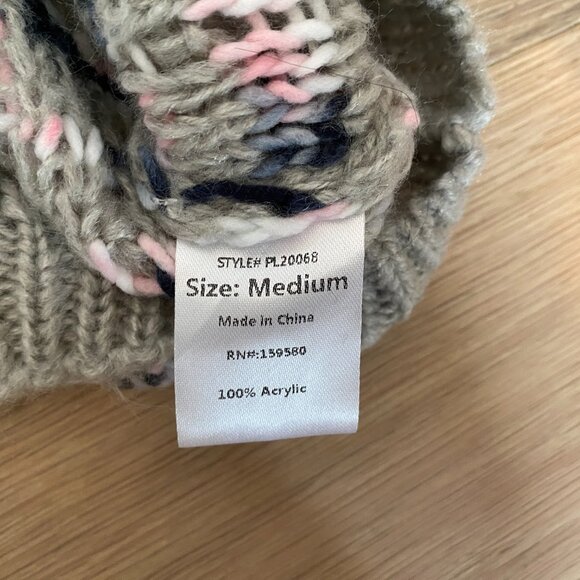 STYLE# PL20068
Size: Medium
Made in China
RN#:159580
100% Acrylic